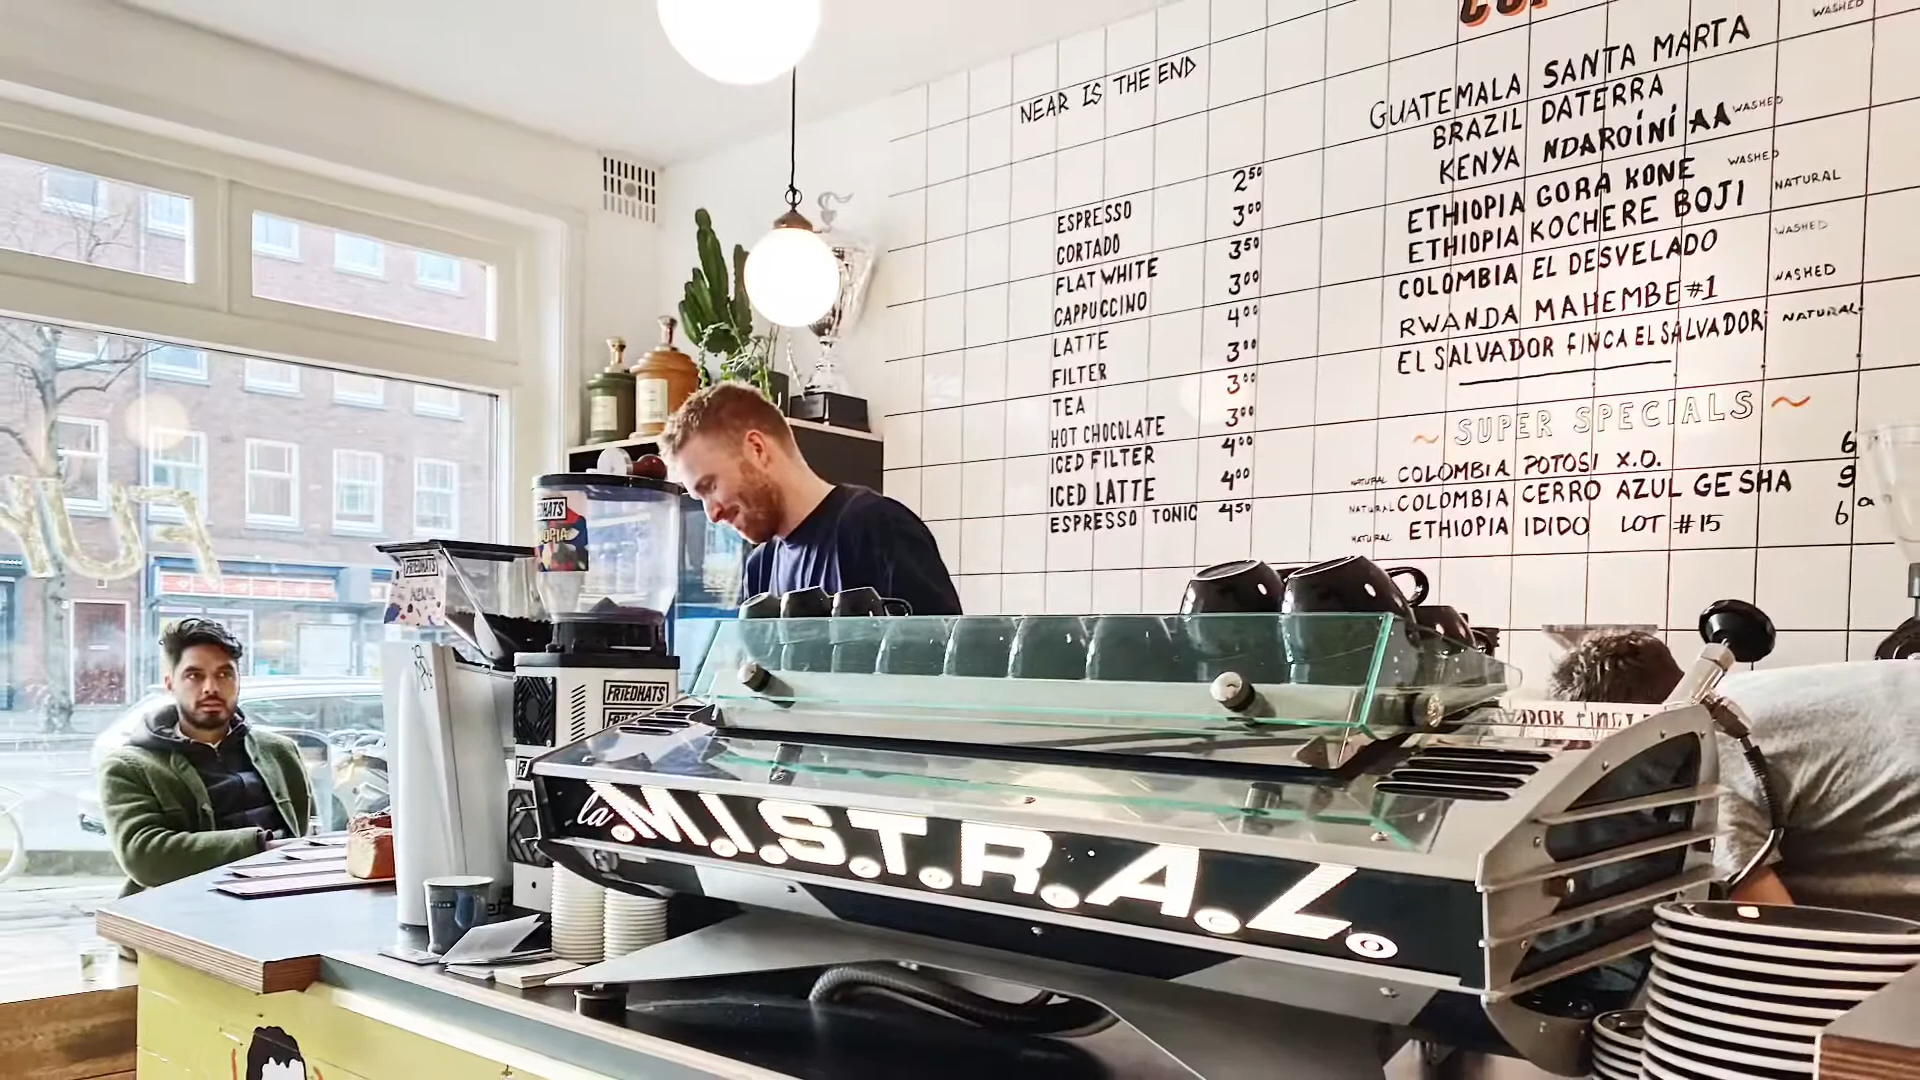 NEAR IS THE END
ESPRESSO 2⁵⁰
CORTADO 3⁰⁰
FLAT WHITE 3⁵⁰
CAPPUCCINO 3⁰⁰
LATTE 4⁰⁰
FILTER 3⁰⁰
TEA 3⁰⁰
HOT CHOCOLATE 3⁰⁰
ICED FILTER 4⁰⁰
ICED LATTE 4⁰⁰
ESPRESSO TONIC 4⁵⁰
WASHED
GUATEMALA SANTA MARTA
BRAZIL DATERRA
KENYA NDAROINI AA WASHED
ETHIOPIA GORA KONE WASHED
ETHIOPIA KOCHERE BOJI NATURAL
COLOMBIA EL DESVELADO WASHED
RWANDA MAHEMBE #1 WASHED
EL SALVADOR FINCA EL SALVADOR NATURAL
~ SUPER SPECIALS ~
NATURAL COLOMBIA POTOSI X.O. 6
NATURAL COLOMBIA CERRO AZUL GESHA 9
NATURAL ETHIOPIA IDIDO LOT #15 6
FUK
FRIEDHATS
FRIEDHATS
la M.I.S.T.R.A.L.